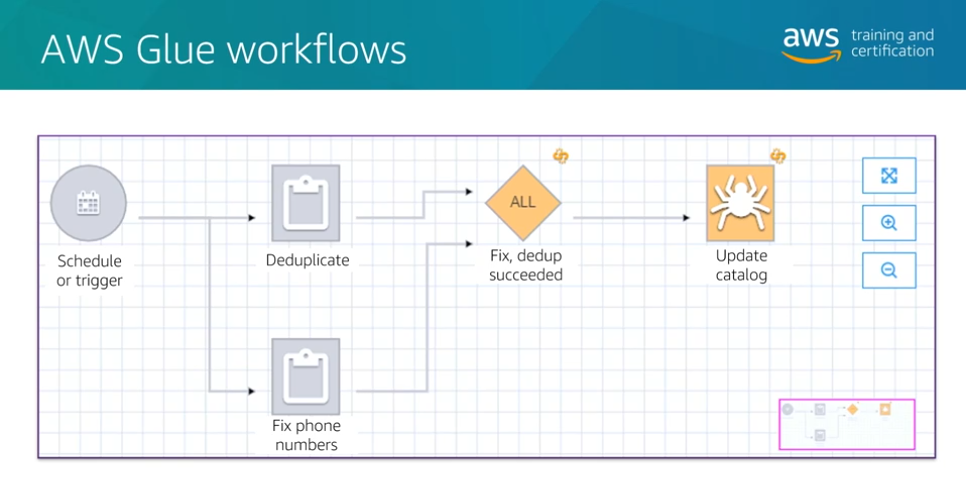 AWS Glue workflows
aws training and
certification
Schedule
or trigger
Deduplicate
Fix phone
numbers
ALL
Fix, dedup
succeeded
Update
catalog